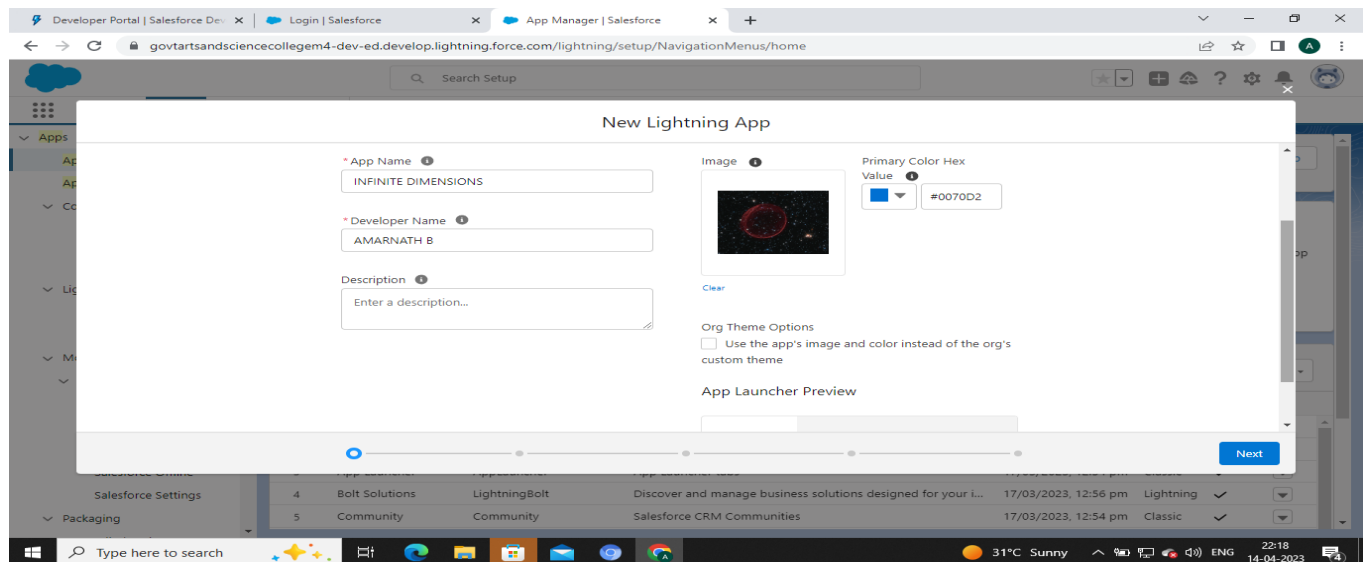 Developer Portal | Salesforce Dev
Login | Salesforce
App Manager | Salesforce
govtartsandsciencecollegem4-dev-ed.develop.lightning.force.com/lightning/setup/NavigationMenus/home
A
Search Setup
New Lightning App
Apps
* App Name
INFINITE DIMENSIONS
* Developer Name
AMARNATH B
Description
Enter a description...
Image
Clear
Primary Color Hex
Value
#0070D2
Org Theme Options
Use the app's image and color instead of the org's
custom theme
App Launcher Preview
Next
Salesforce Settings
Packaging
4 Bolt Solutions LightningBolt Discover and manage business solutions designed for your i... 17/03/2023, 12:56 pm Lightning
5 Community Community Salesforce CRM Communities 17/03/2023, 12:54 pm Classic
Type here to search
31°C Sunny
ENG
22:18
14-04-2023
4